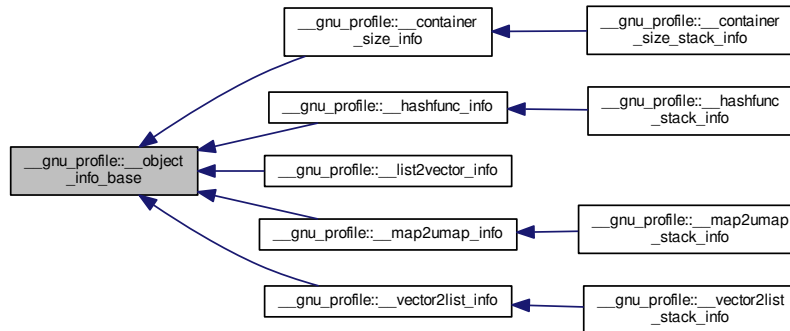 __gnu_profile::__container
_size_info
__gnu_profile::__container
_size_stack_info
__gnu_profile::__hashfunc_info
__gnu_profile::__hashfunc
_stack_info
__gnu_profile::__object
_info_base
__gnu_profile::__list2vector_info
__gnu_profile::__map2umap_info
__gnu_profile::__map2umap
_stack_info
__gnu_profile::__vector2list_info
__gnu_profile::__vector2list
_stack_info